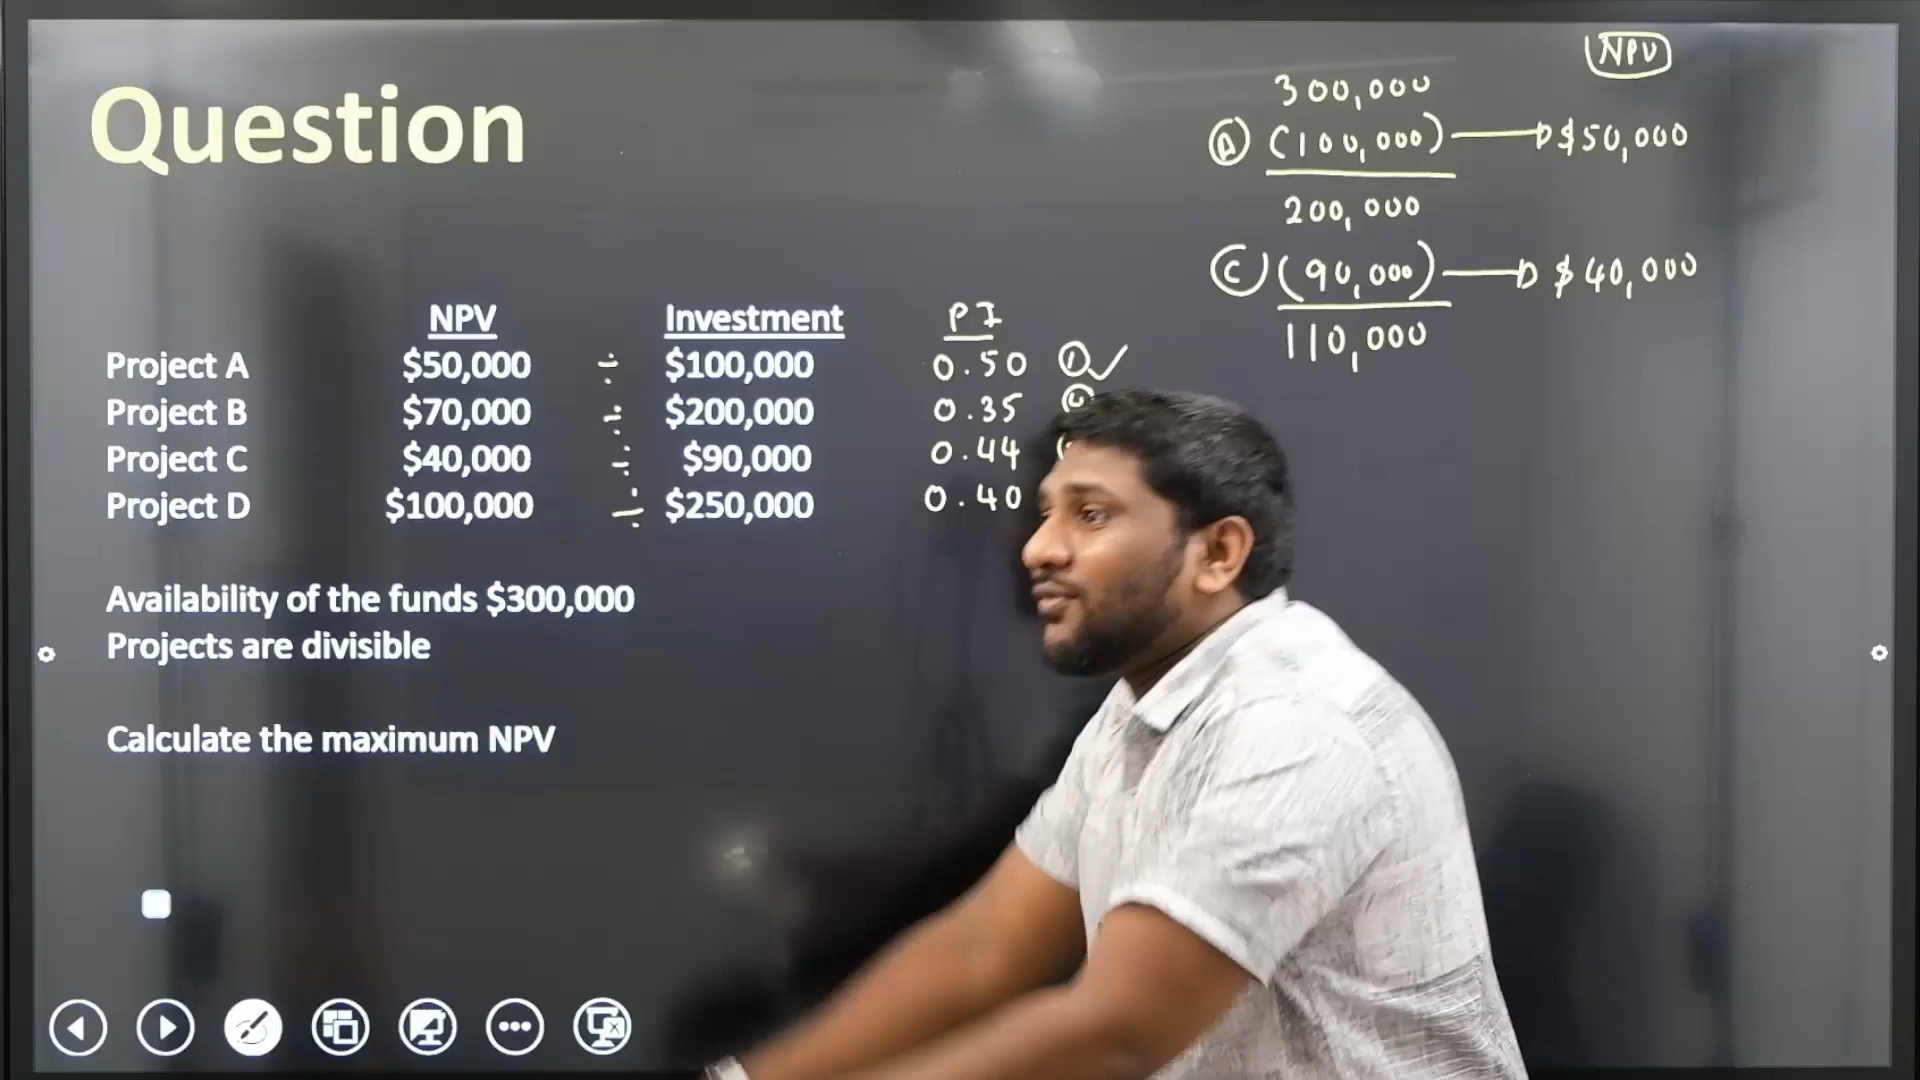 Question
NPV Investment PI
Project A $50,000 ÷ $100,000 0.50 ① ✓
Project B $70,000 ÷ $200,000 0.35 ④
Project C $40,000 ÷ $90,000 0.44
Project D $100,000 ÷ $250,000 0.40
Availability of the funds $300,000
Projects are divisible
Calculate the maximum NPV
NPV
300,000
Ⓐ (100,000) $50,000
200,000
Ⓒ (90,000) $40,000
110,000